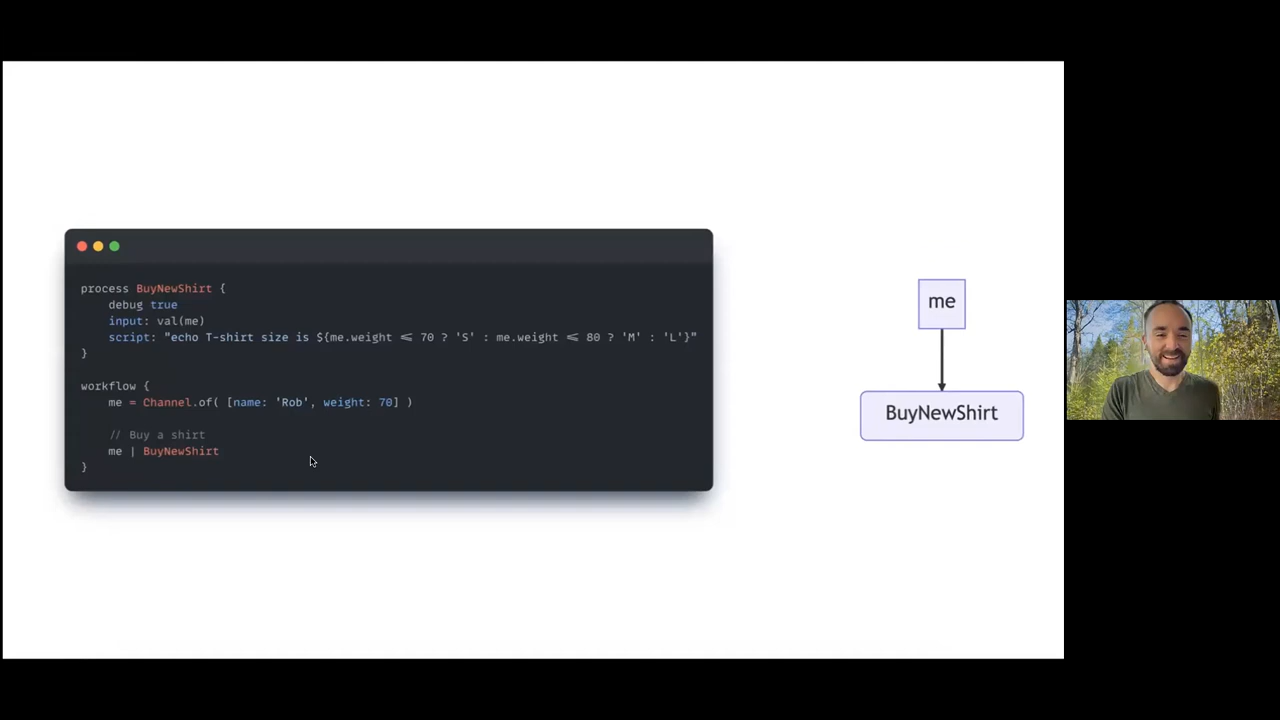 process BuyNewShirt {
    debug true
    input: val(me)
    script: "echo T-shirt size is ${me.weight <= 70 ? 'S' : me.weight <= 80 ? 'M' : 'L'}"
}
workflow {
    me = Channel.of( [name: 'Rob', weight: 70] )
    // Buy a shirt
    me | BuyNewShirt
}
me
BuyNewShirt